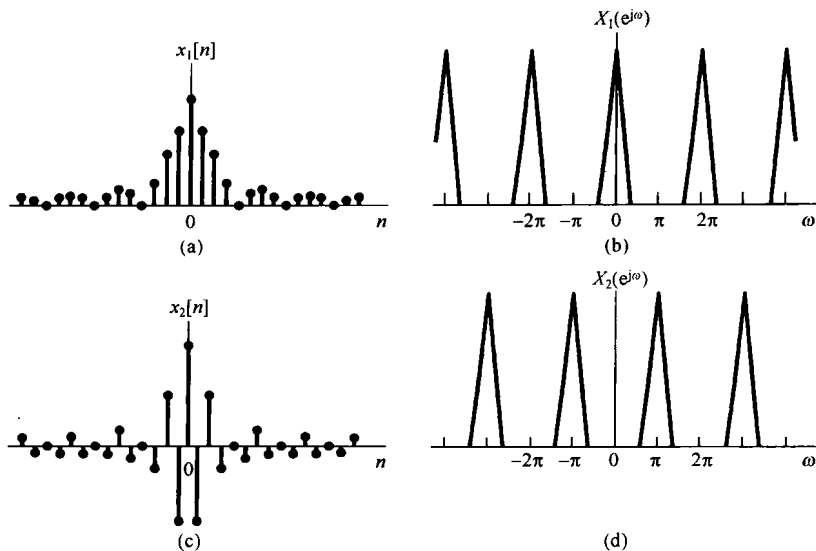 x₁[n]
0
n
(a)
X₁(e^jω)
−2π −π 0 π 2π ω
(b)
x₂[n]
0
n
(c)
X₂(e^jω)
−2π −π 0 π 2π ω
(d)